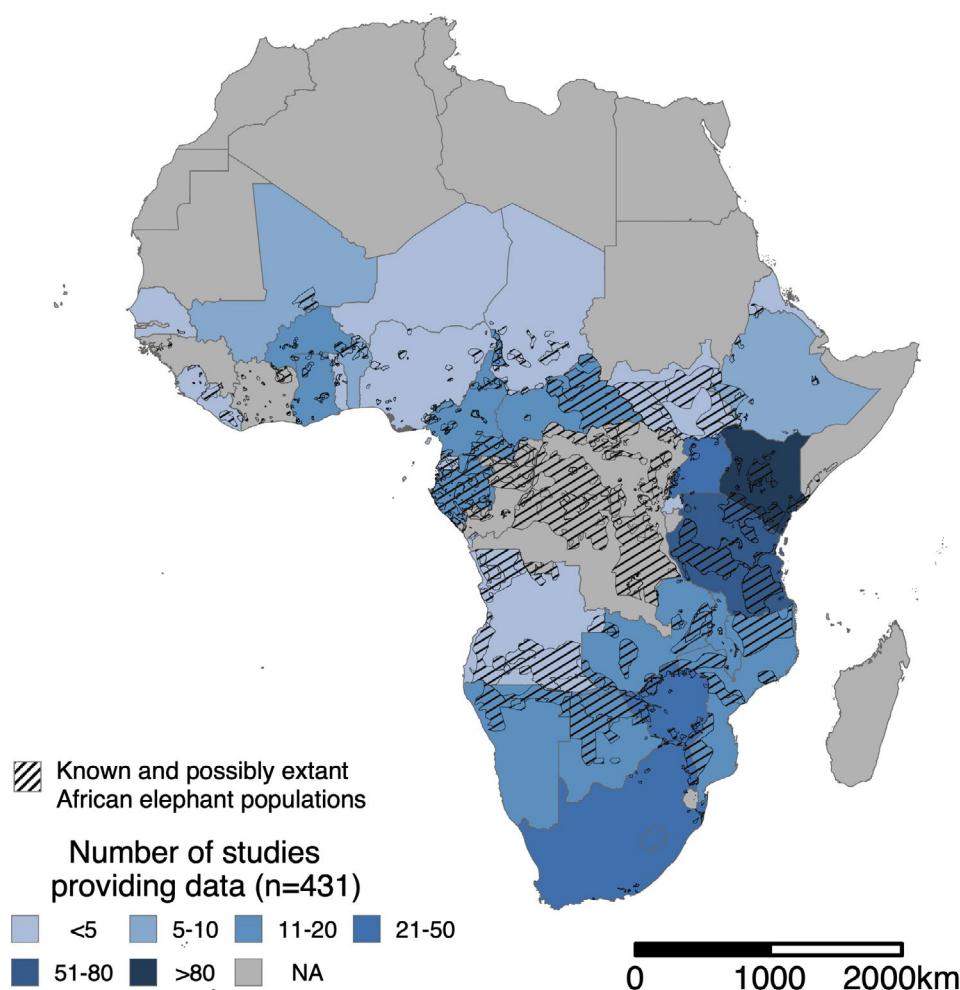 Known and possibly extant
African elephant populations
Number of studies
providing data (n=431)
<5 5-10 11-20 21-50
51-80 >80 NA
0 1000 2000km